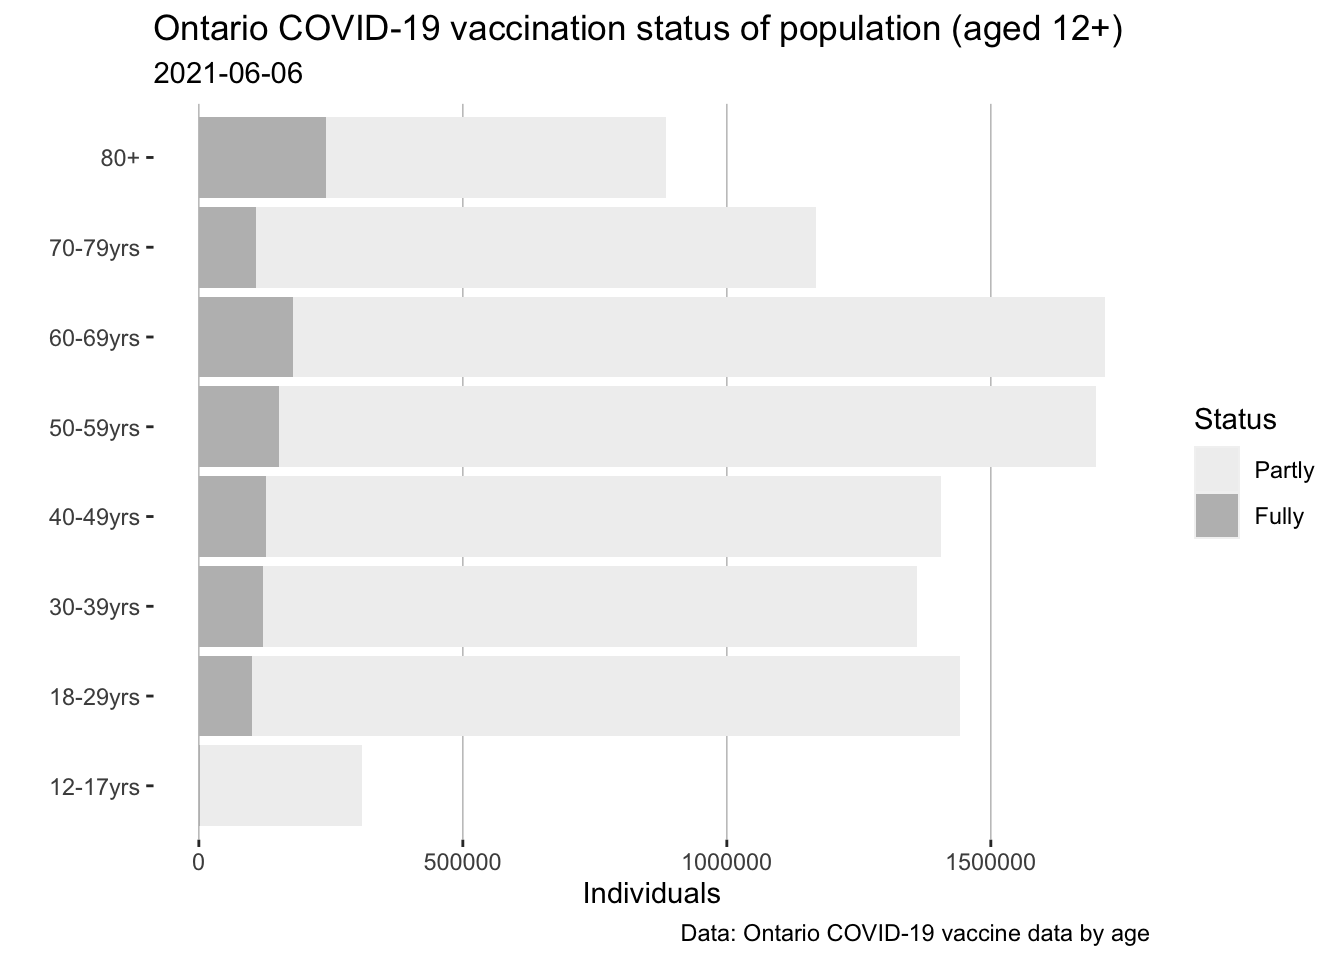 Ontario COVID-19 vaccination status of population (aged 12+)
2021-06-06
80+
70-79yrs
60-69yrs
50-59yrs
40-49yrs
30-39yrs
18-29yrs
12-17yrs
0 500000 1000000 1500000
Individuals
Status
Partly
Fully
Data: Ontario COVID-19 vaccine data by age